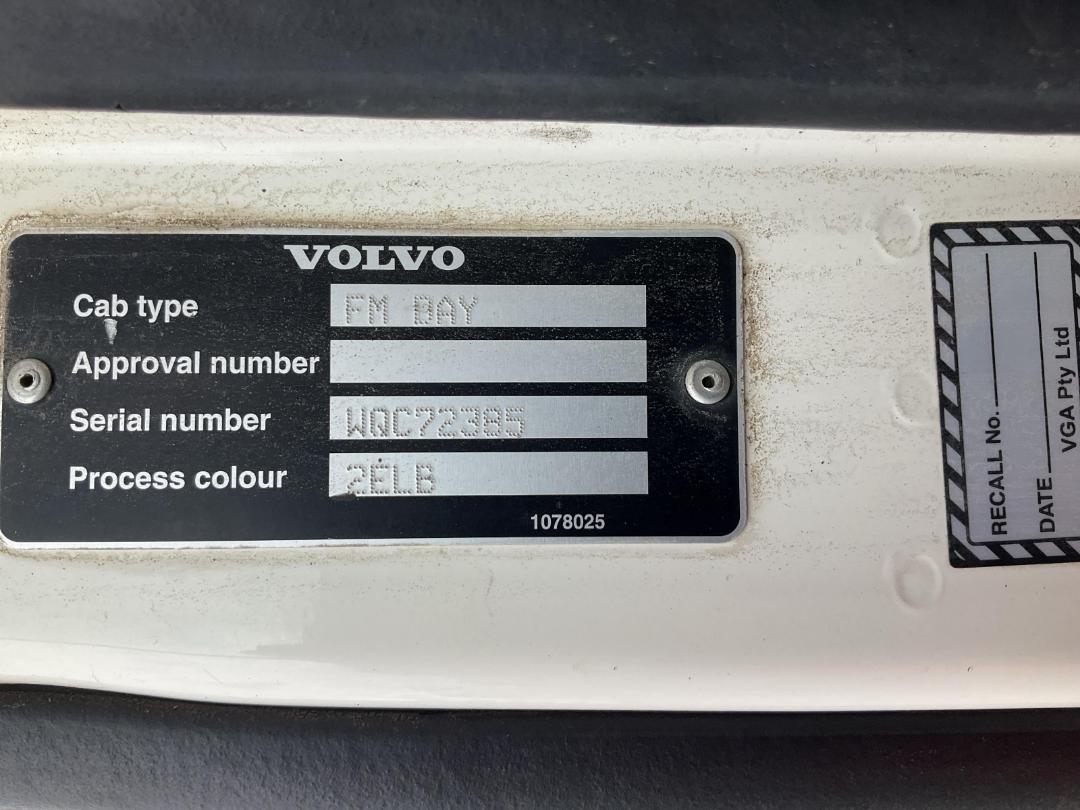 VOLVO
Cab type FM DAY
Approval number
Serial number WQC72385
Process colour 2ELB
1078025
RECALL No.
DATE
VGA Pty Ltd